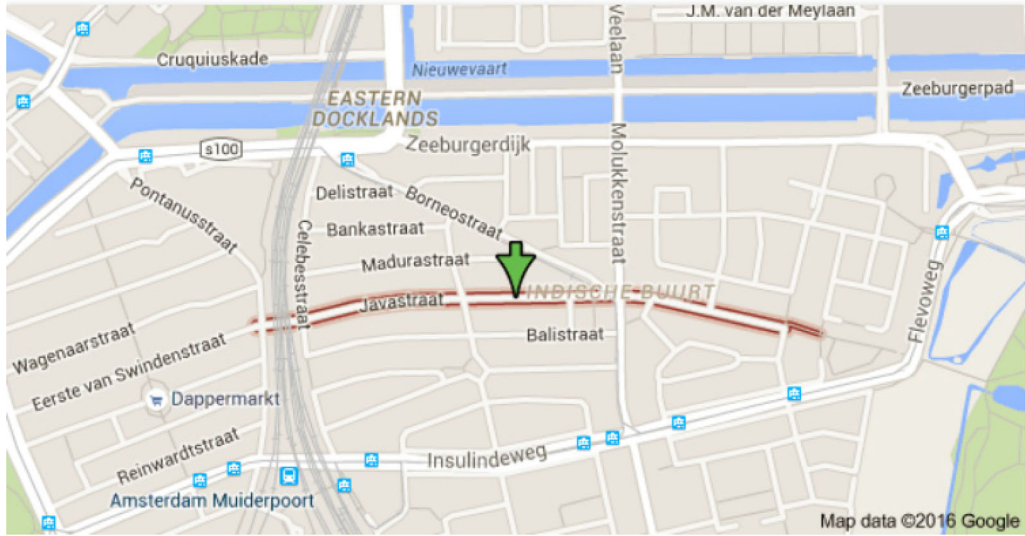 J.M. van der Meylaan
Veelaan
Cruquiuskade
Nieuwevaart
Zeeburgerpad
EASTERN
DOCKLANDS
s100
Zeeburgerdijk
Molukkenstraat
Pontanusstraat
Delistraat
Borneostraat
Bankastraat
Celebesstraat
Madurastraat
Flevoweg
INDISCHE BUURT
Javastraat
Wagenaarstraat
Balistraat
Eerste van Swindenstraat
Dappermarkt
Reinwardtstraat
Insulindeweg
Amsterdam Muiderpoort
Map data ©2016 Google